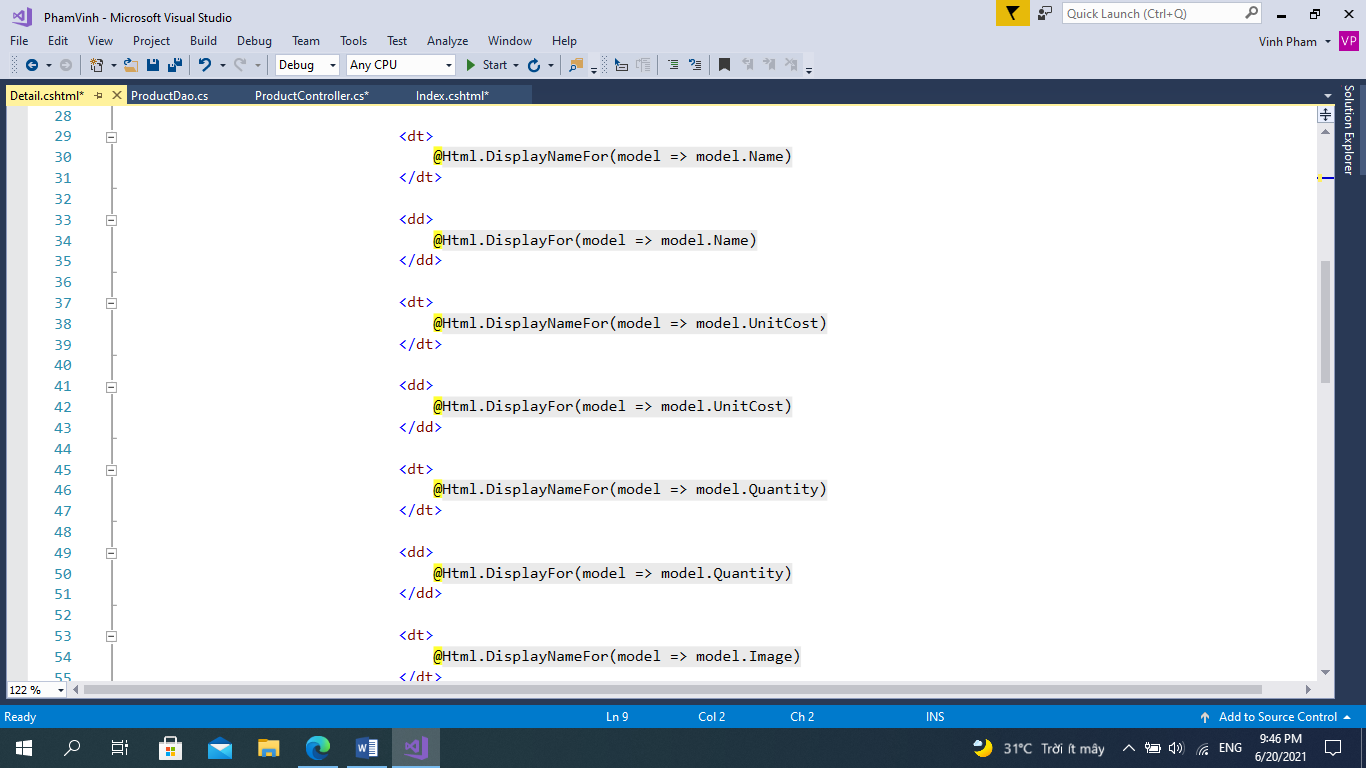 PhamVinh - Microsoft Visual Studio
Quick Launch (Ctrl+Q)
File Edit View Project Build Debug Team Tools Test Analyze Window Help
Vinh Pham VP
Debug Any CPU Start
Detail.cshtml* ProductDao.cs ProductController.cs* Index.cshtml*
Solution Explorer
28
29 <dt>
30 @Html.DisplayNameFor(model => model.Name)
31 </dt>
32
33 <dd>
34 @Html.DisplayFor(model => model.Name)
35 </dd>
36
37 <dt>
38 @Html.DisplayNameFor(model => model.UnitCost)
39 </dt>
40
41 <dd>
42 @Html.DisplayFor(model => model.UnitCost)
43 </dd>
44
45 <dt>
46 @Html.DisplayNameFor(model => model.Quantity)
47 </dt>
48
49 <dd>
50 @Html.DisplayFor(model => model.Quantity)
51 </dd>
52
53 <dt>
54 @Html.DisplayNameFor(model => model.Image)
55 </dt>
122 %
Ready Ln 9 Col 2 Ch 2 INS Add to Source Control
31°C Trời ít mây ENG 9:46 PM
6/20/2021